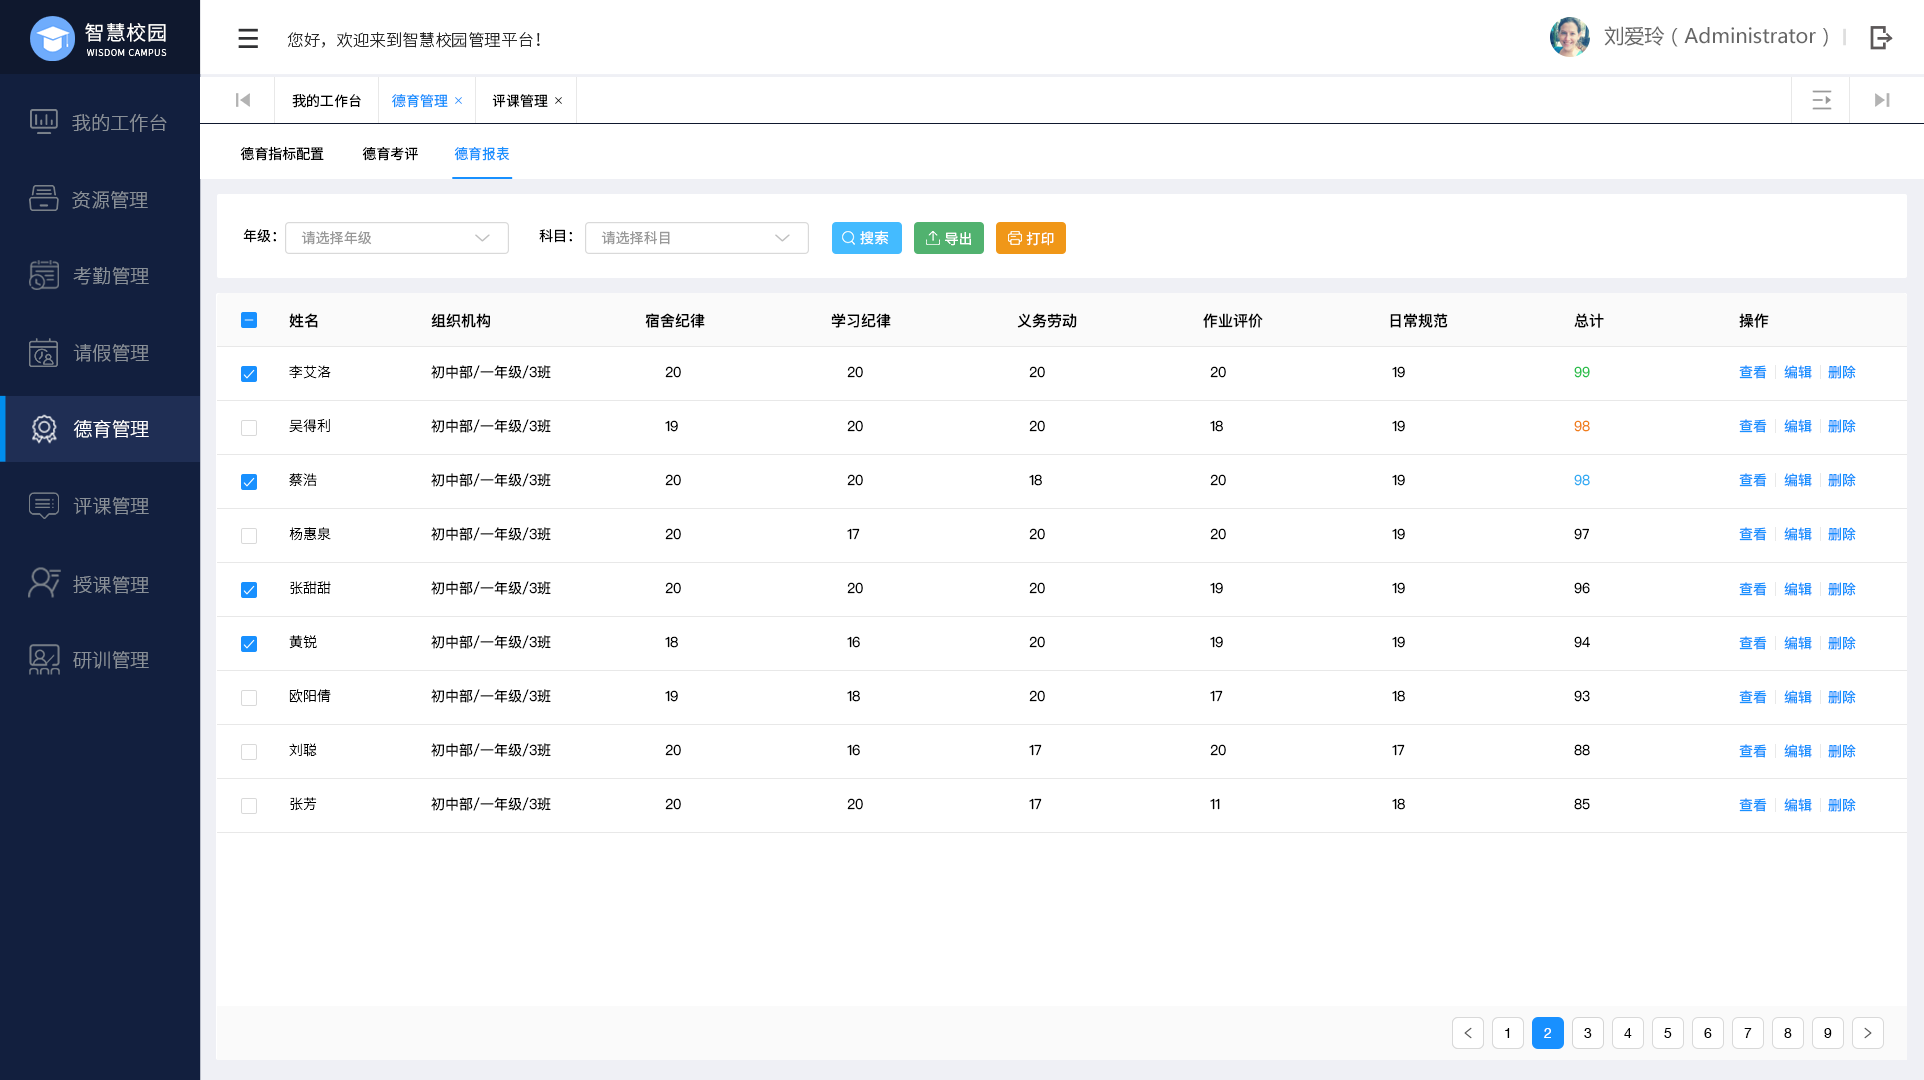 智慧校园
WISDOM CAMPUS
您好，欢迎来到智慧校园管理平台！
刘爱玲（Administrator）
我的工作台
资源管理
考勤管理
请假管理
德育管理
评课管理
授课管理
研训管理
我的工作台 德育管理 × 评课管理 ×
德育指标配置 德育考评 德育报表
年级： 请选择年级 科目： 请选择科目 搜索 导出 打印
姓名 组织机构 宿舍纪律 学习纪律 义务劳动 作业评价 日常规范 总计 操作
李艾洛 初中部/一年级/3班 20 20 20 20 19 99 查看 编辑 删除
吴得利 初中部/一年级/3班 19 20 20 18 19 98 查看 编辑 删除
蔡浩 初中部/一年级/3班 20 20 18 20 19 98 查看 编辑 删除
杨惠泉 初中部/一年级/3班 20 17 20 20 19 97 查看 编辑 删除
张甜甜 初中部/一年级/3班 20 20 20 19 19 96 查看 编辑 删除
黄锐 初中部/一年级/3班 18 16 20 19 19 94 查看 编辑 删除
欧阳倩 初中部/一年级/3班 19 18 20 17 18 93 查看 编辑 删除
刘聪 初中部/一年级/3班 20 16 17 20 17 88 查看 编辑 删除
张芳 初中部/一年级/3班 20 20 17 11 18 85 查看 编辑 删除
< 1 2 3 4 5 6 7 8 9 >